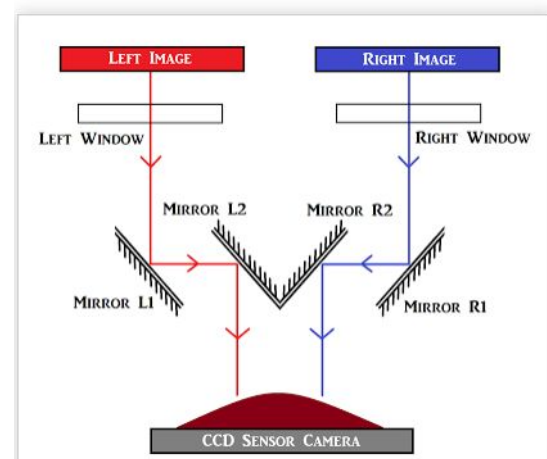 LEFT IMAGE
RIGHT IMAGE
LEFT WINDOW
RIGHT WINDOW
MIRROR L2
MIRROR R2
MIRROR L1
MIRROR R1
CCD SENSOR CAMERA